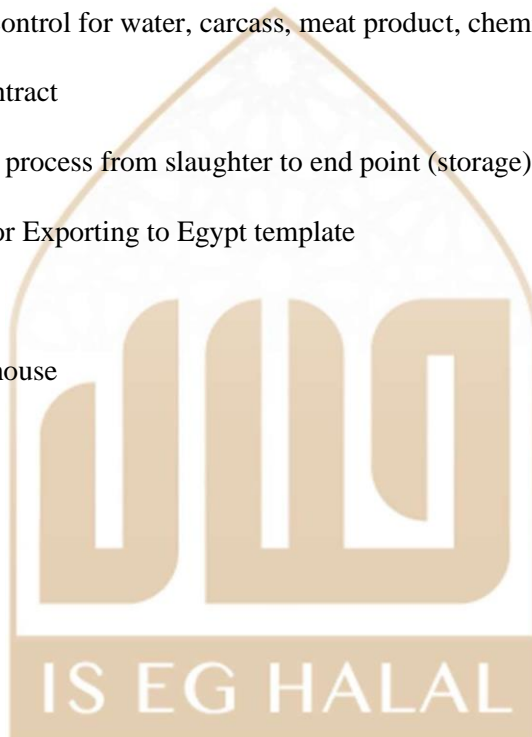 control for water, carcass, meat product, chem
ntract
process from slaughter to end point (storage)
or Exporting to Egypt template
house
حلال
IS EG HALAL